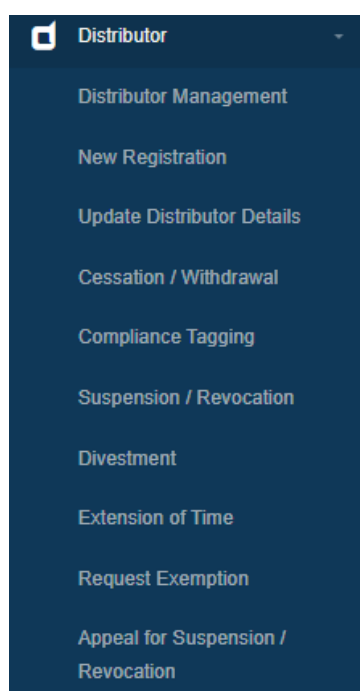 Distributor
Distributor Management
New Registration
Update Distributor Details
Cessation / Withdrawal
Compliance Tagging
Suspension / Revocation
Divestment
Extension of Time
Request Exemption
Appeal for Suspension /
Revocation